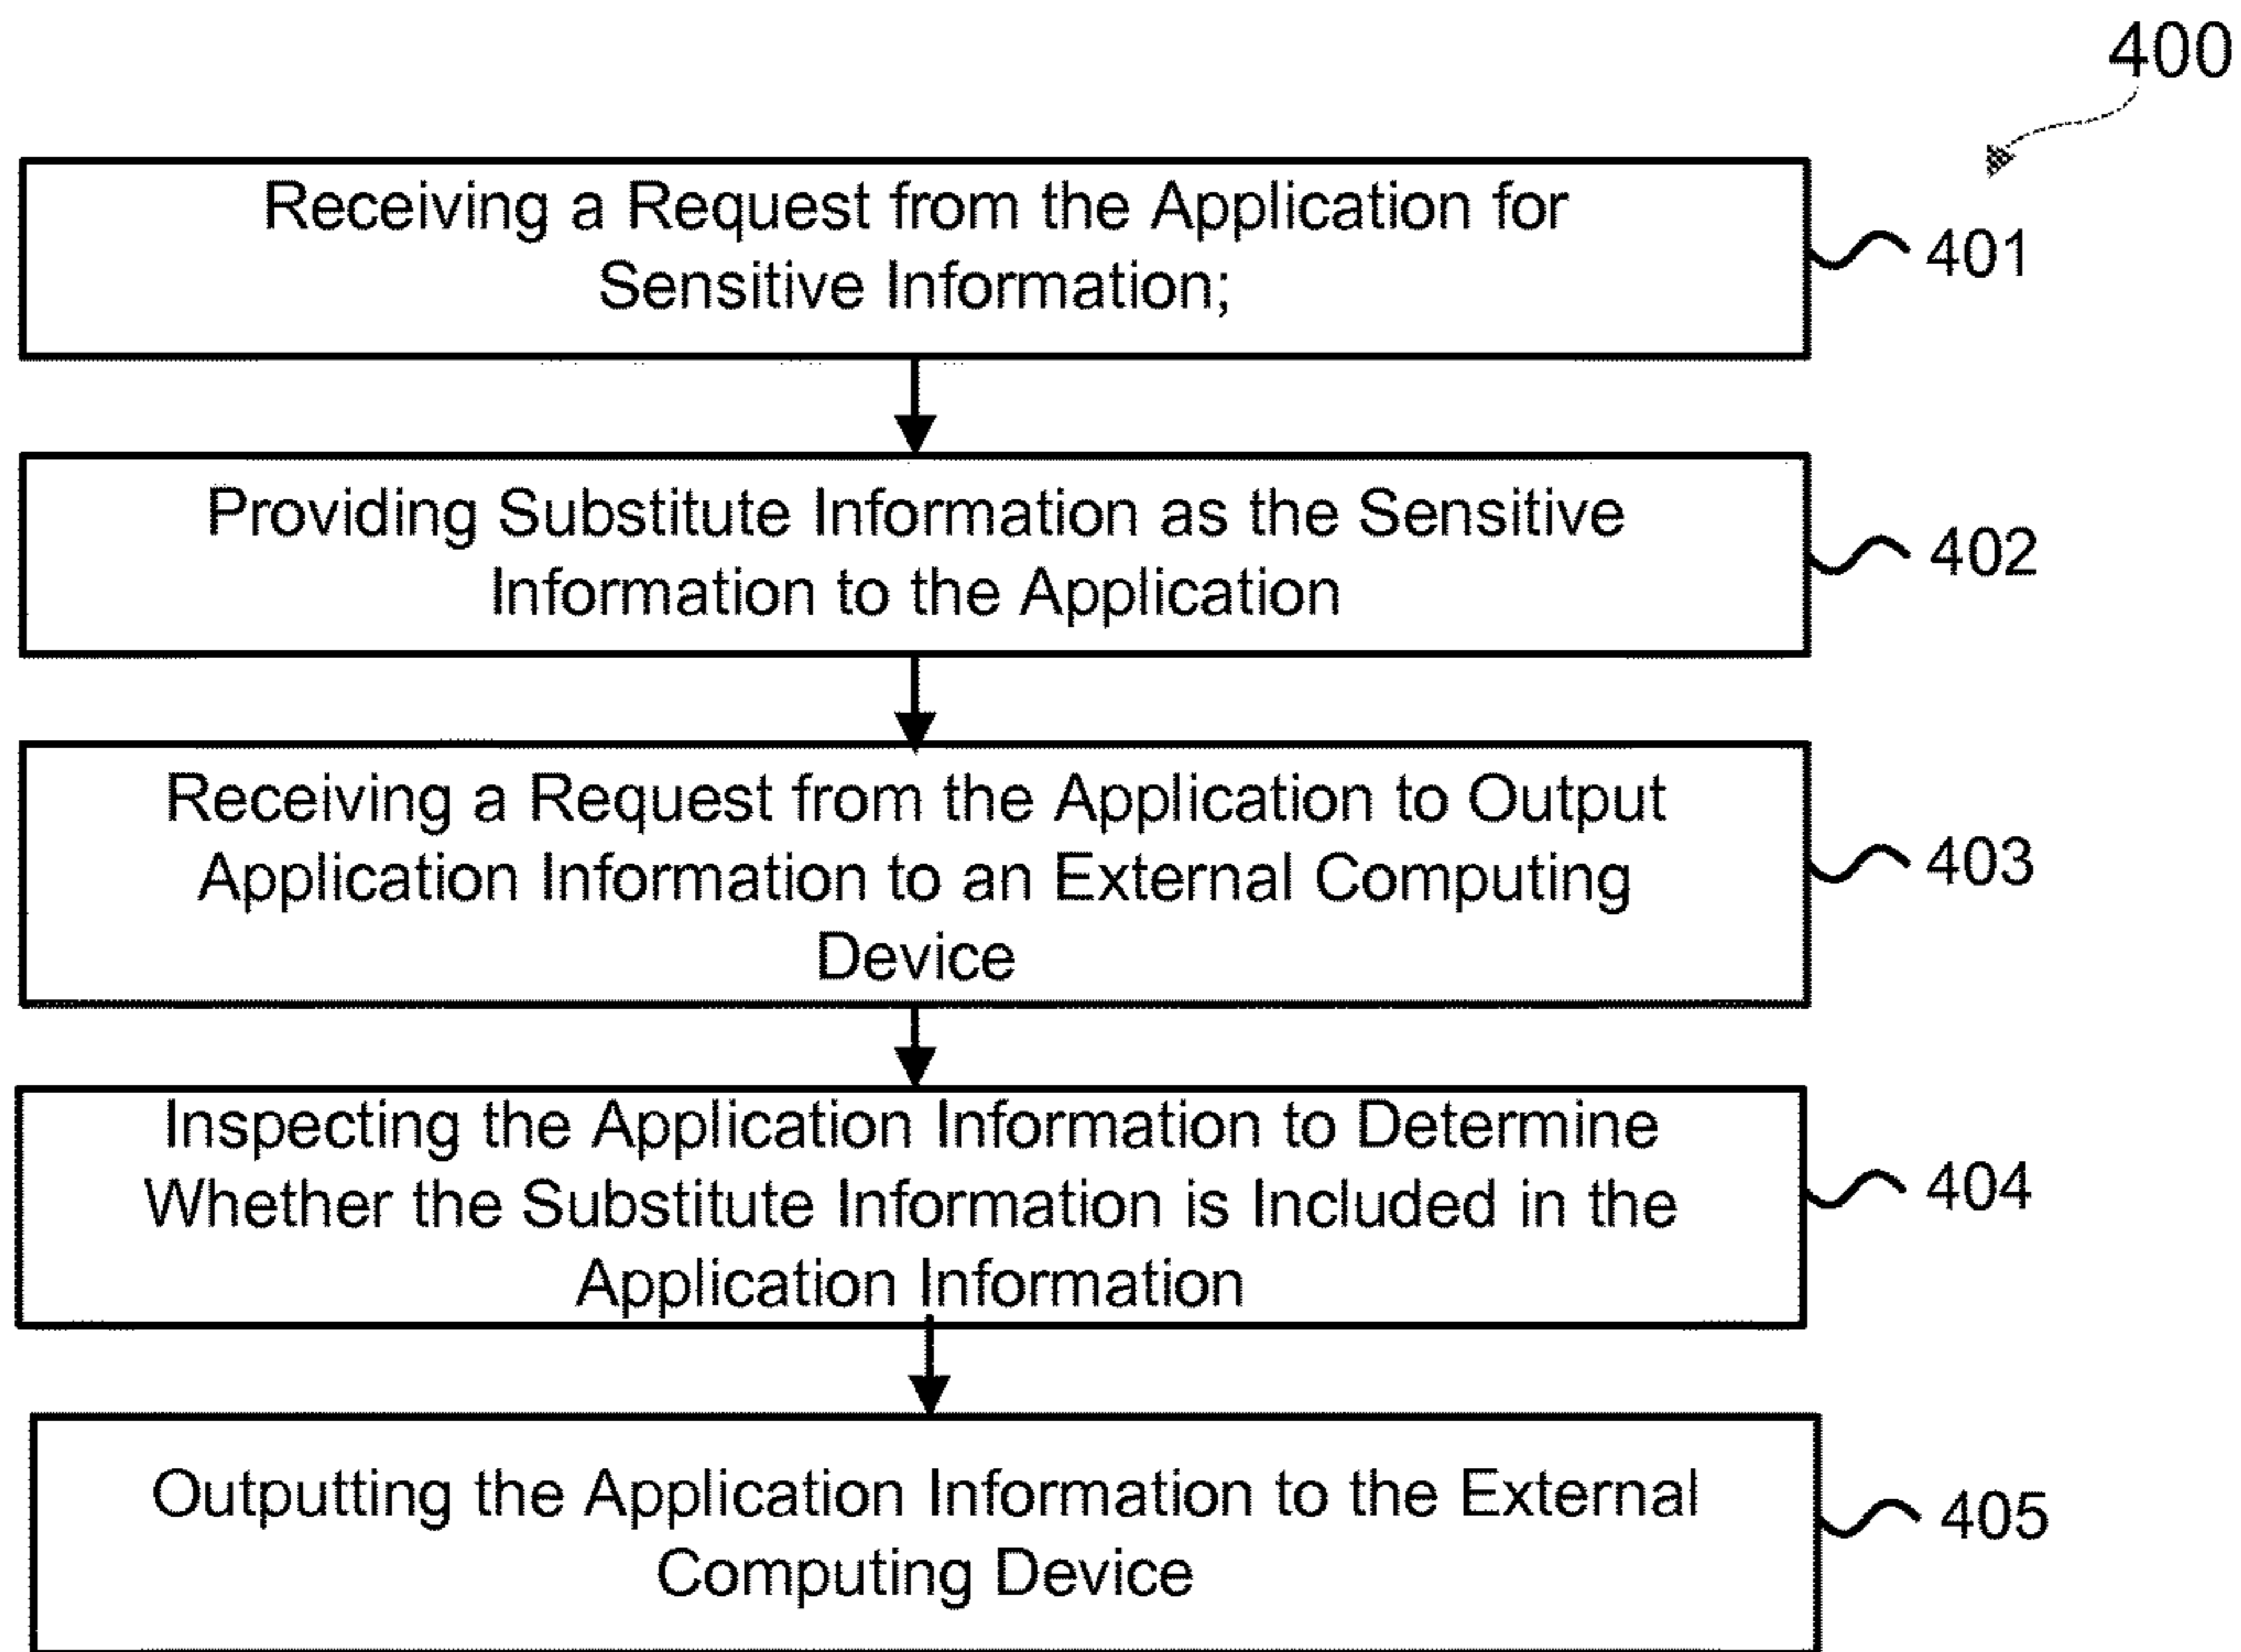 400
Receiving a Request from the Application for
Sensitive Information;
401
Providing Substitute Information as the Sensitive
Information to the Application
402
Receiving a Request from the Application to Output
Application Information to an External Computing
Device
403
Inspecting the Application Information to Determine
Whether the Substitute Information is Included in the
Application Information
404
Outputting the Application Information to the External
Computing Device
405